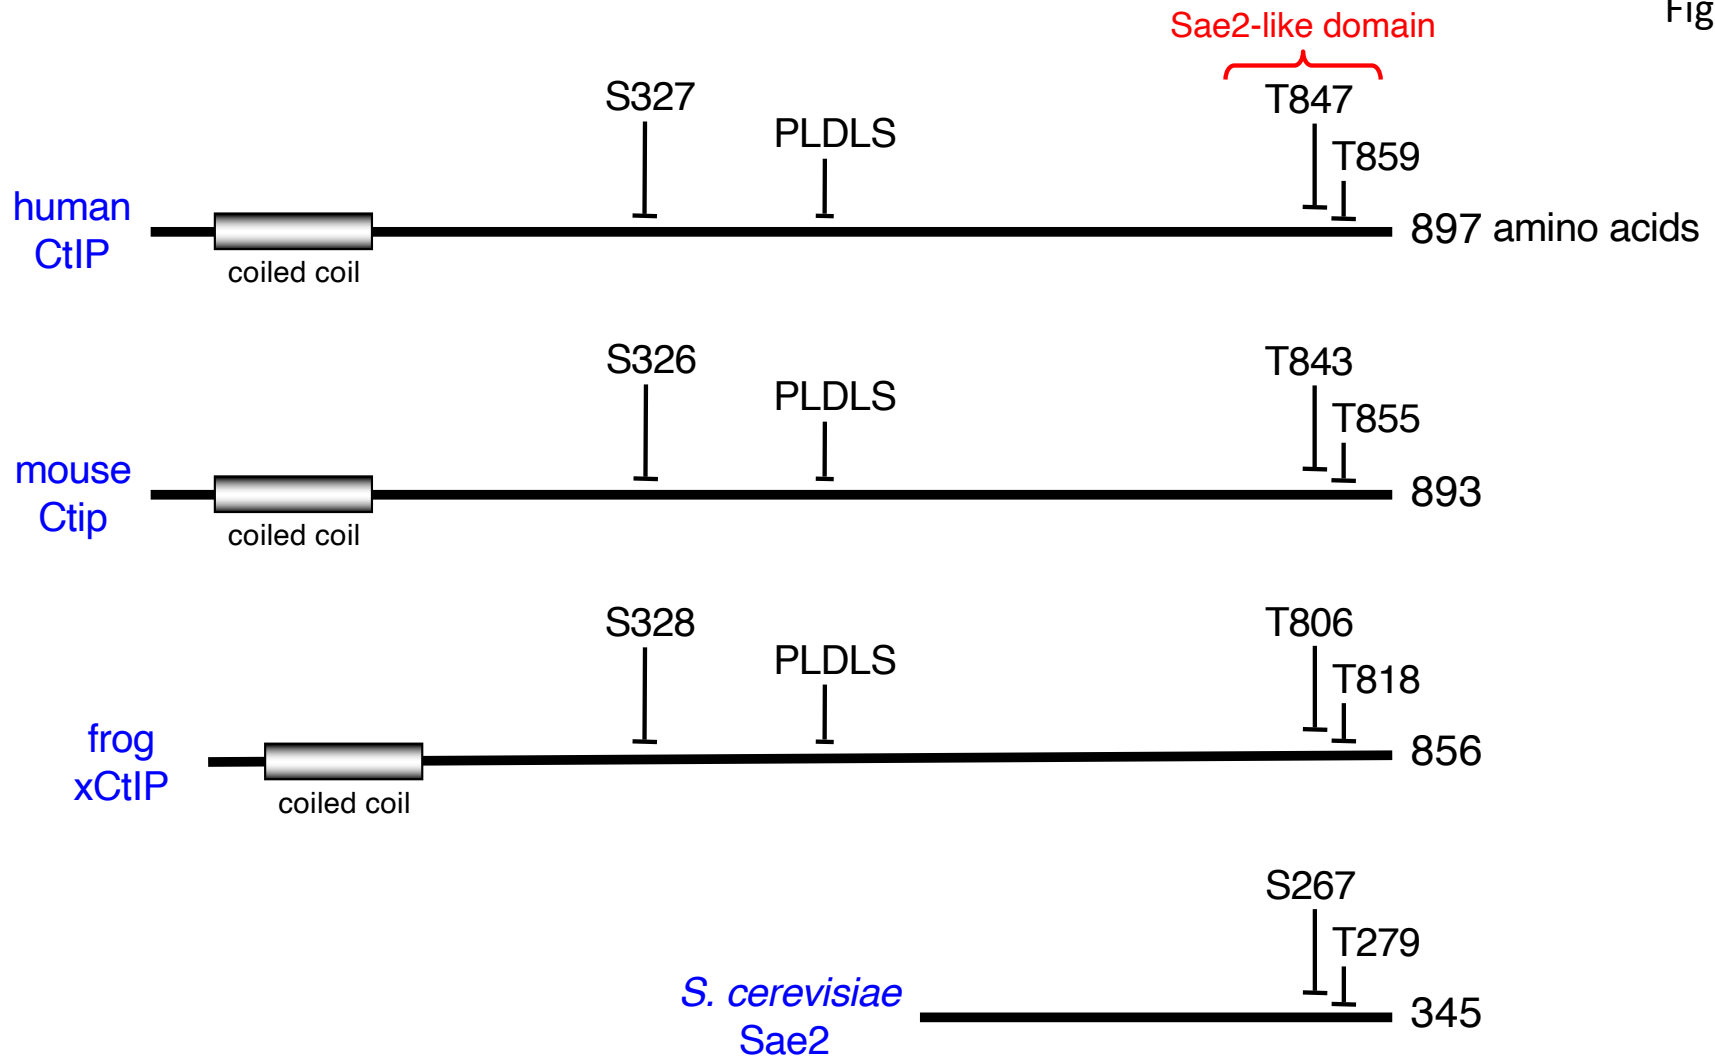 Fig
Sae2-like domain
S327
PLDLS
T847
T859
human
CtIP
coiled coil
897 amino acids
S326
PLDLS
T843
T855
mouse
Ctip
coiled coil
893
S328
PLDLS
T806
T818
frog
xCtIP
coiled coil
856
S267
T279
S. cerevisiae
Sae2
345